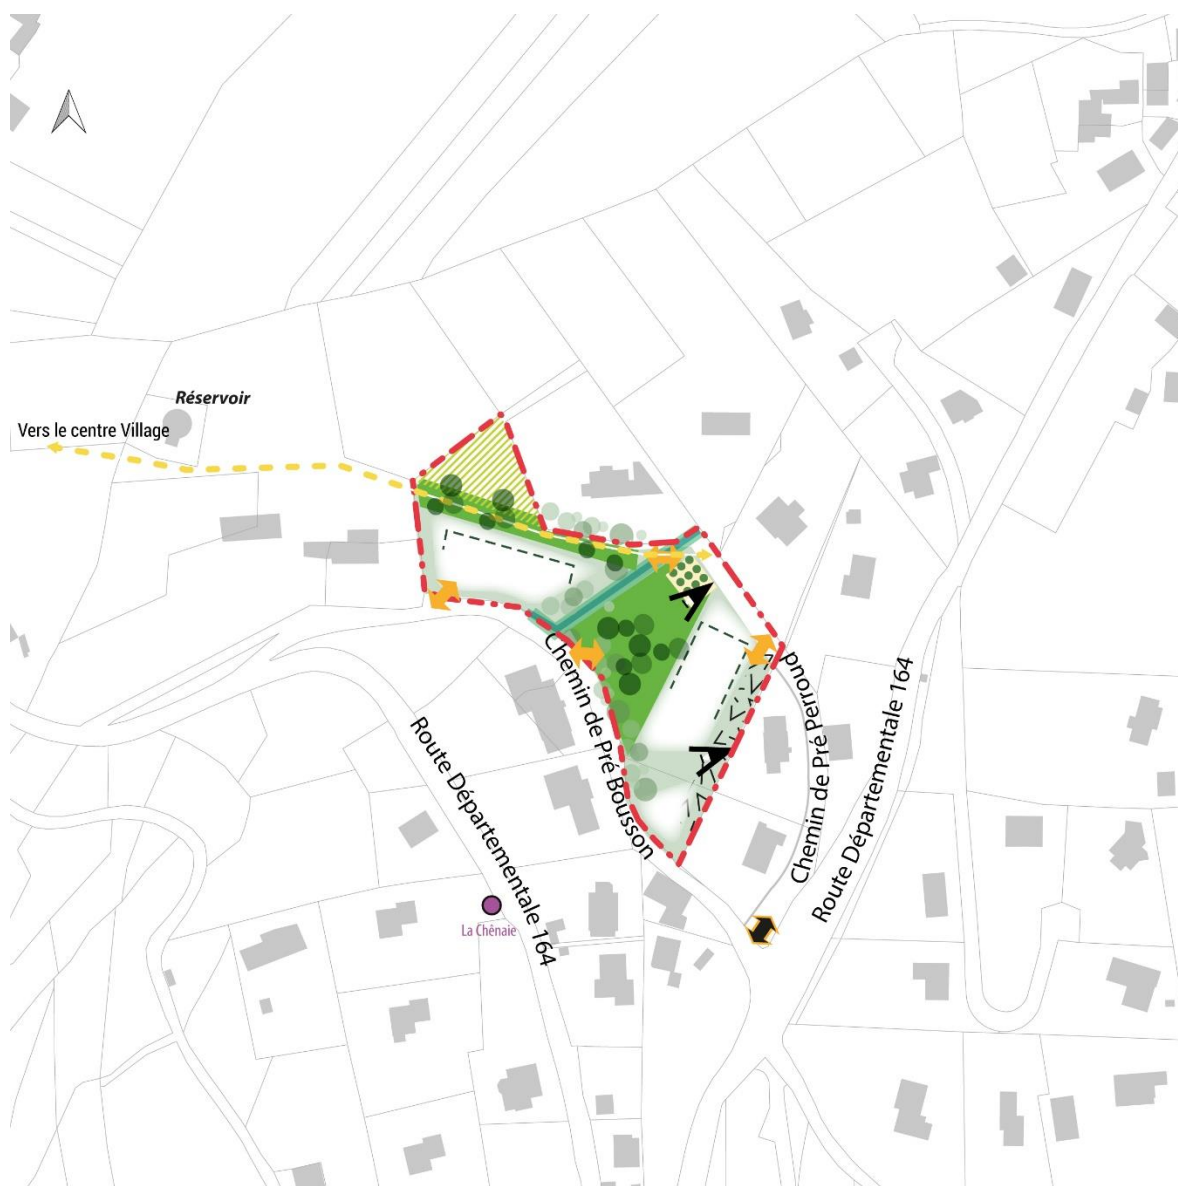 Réservoir
Vers le centre Village
Chemin de Pré Bousson
Chemin de Pré Perroud
Route Départementale 164
Route Départementale 164
La Chênaie